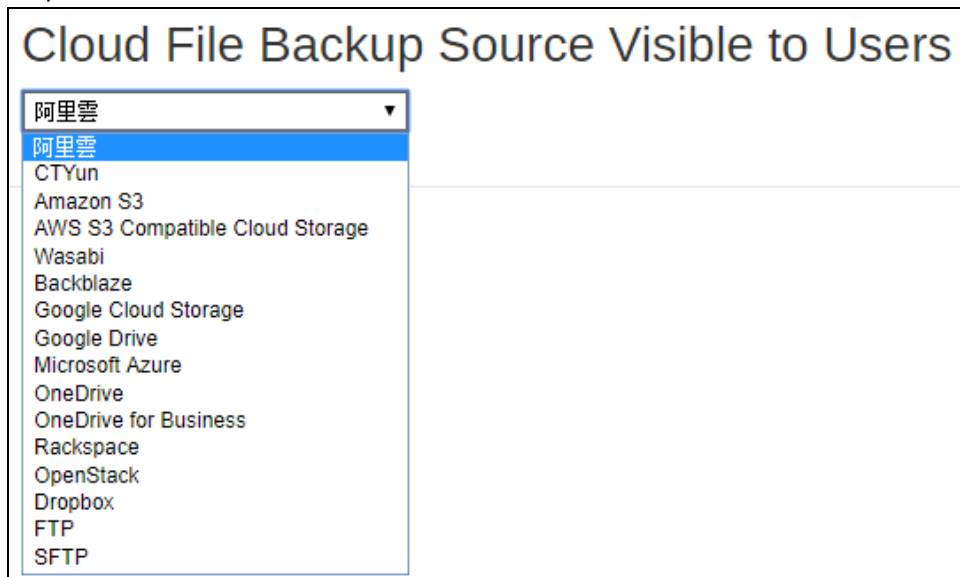 Cloud File Backup Source Visible to Users
阿里雲
阿里雲
CTYun
Amazon S3
AWS S3 Compatible Cloud Storage
Wasabi
Backblaze
Google Cloud Storage
Google Drive
Microsoft Azure
OneDrive
OneDrive for Business
Rackspace
OpenStack
Dropbox
FTP
SFTP